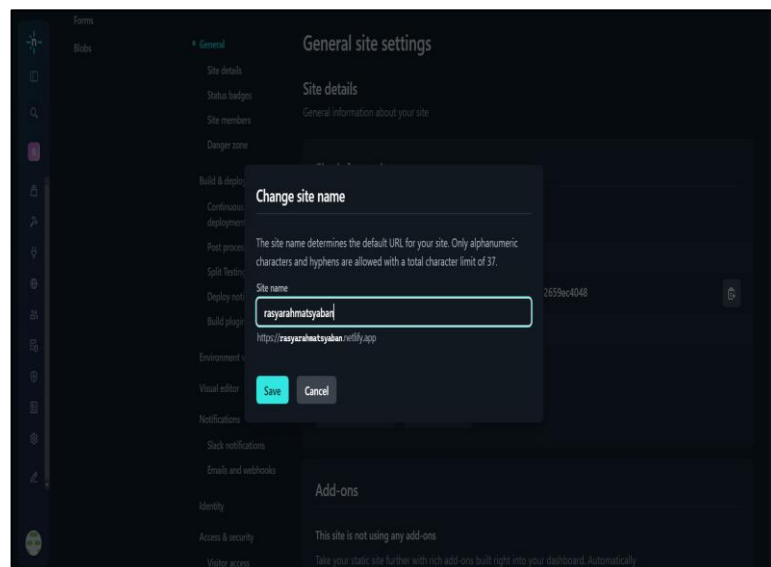 Forms
Blobs
General
Site details
Status badges
Site members
Danger zone
Build & deploy
Continuous
deployment
Post proces
Split Testing
Deploy noti
Build plugin
Environment v
Visual editor
Notifications
Slack notifications
Emails and webhooks
Identity
Access & security
Visitor access
General site settings
Site details
General information about your site
2659ec4048
Change site name
The site name determines the default URL for your site. Only alphanumeric
characters and hyphens are allowed with a total character limit of 37.
Site name
rasyarahmatsyaban
https://rasyarahmatsyaban.netlify.app
Save
Cancel
Add-ons
This site is not using any add-ons
Take your static site further with rich add-ons built right into your dashboard. Automatically